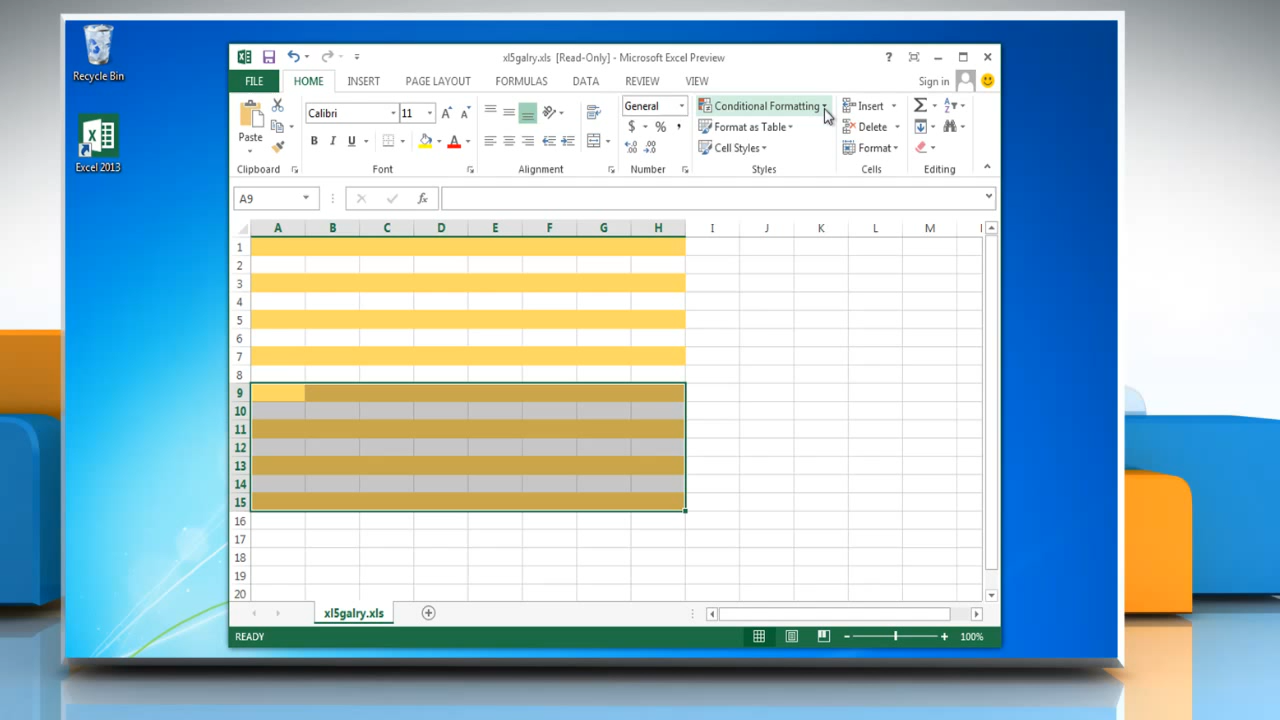 Recycle Bin
Excel 2013
xl5galry.xls [Read-Only] - Microsoft Excel Preview
?
FILE HOME INSERT PAGE LAYOUT FORMULAS DATA REVIEW VIEW Sign in
Paste
Clipboard
Calibri 11
B I U A
Font
Alignment
General
$ % ,
Number
Conditional Formatting
Format as Table
Cell Styles
Styles
Insert
Delete
Format
Cells
Editing
A9 fx
A B C D E F G H I J K L M
1
2
3
4
5
6
7
8
9
10
11
12
13
14
15
16
17
18
19
20
xl5galry.xls
READY 100%